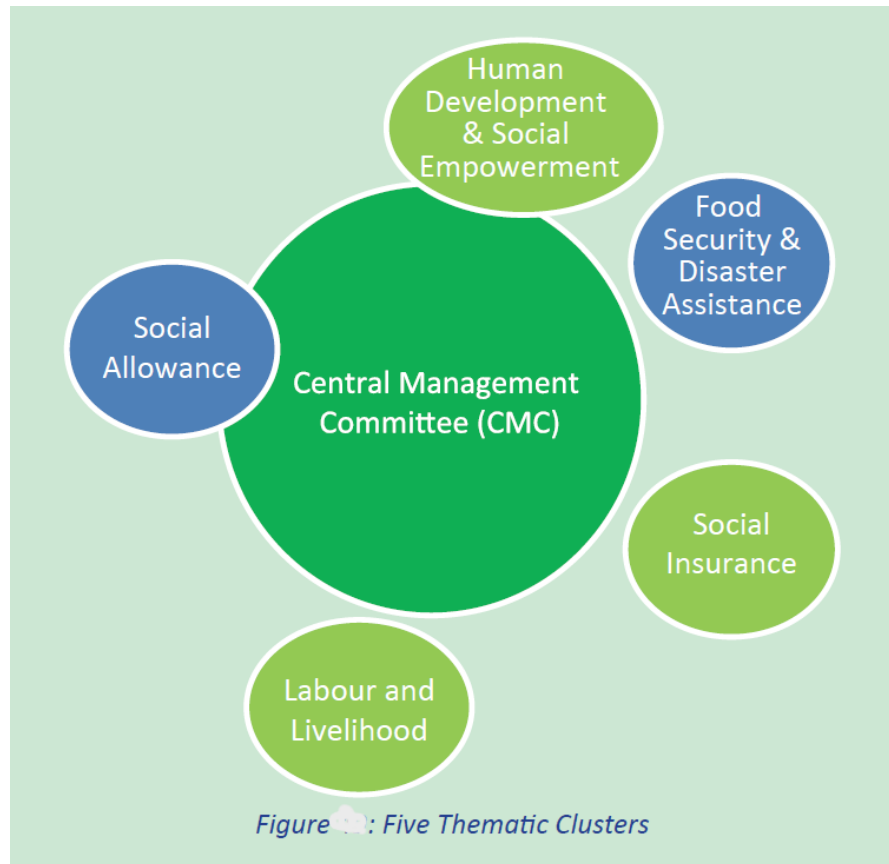 Human
Development
& Social
Empowerment
Food
Security &
Disaster
Assistance
Social
Allowance
Central Management
Committee (CMC)
Social
Insurance
Labour and
Livelihood
Figure : Five Thematic Clusters